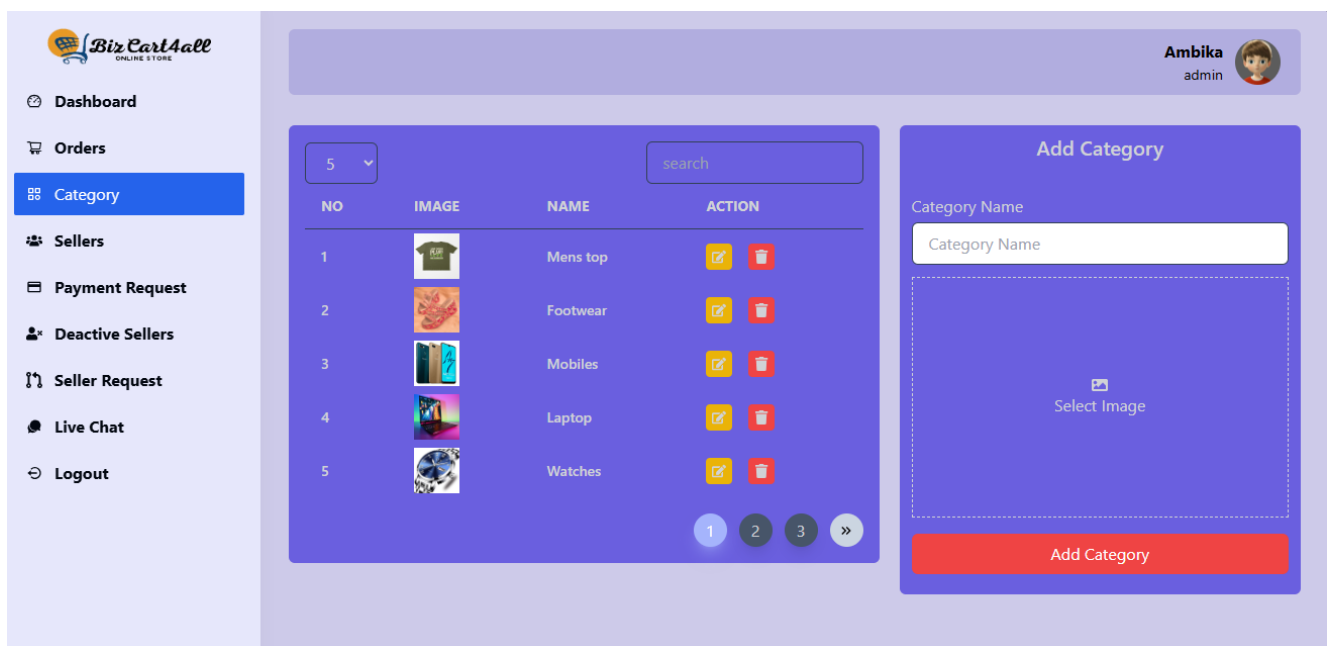 Biz Cart4all
ONLINE STORE
Dashboard
Orders
Category
Sellers
Payment Request
Deactive Sellers
Seller Request
Live Chat
Logout
Ambika
admin
5
search
NO IMAGE NAME ACTION
1 Mens top
2 Footwear
3 Mobiles
4 Laptop
5 Watches
1 2 3 »
Add Category
Category Name
Category Name
Select Image
Add Category